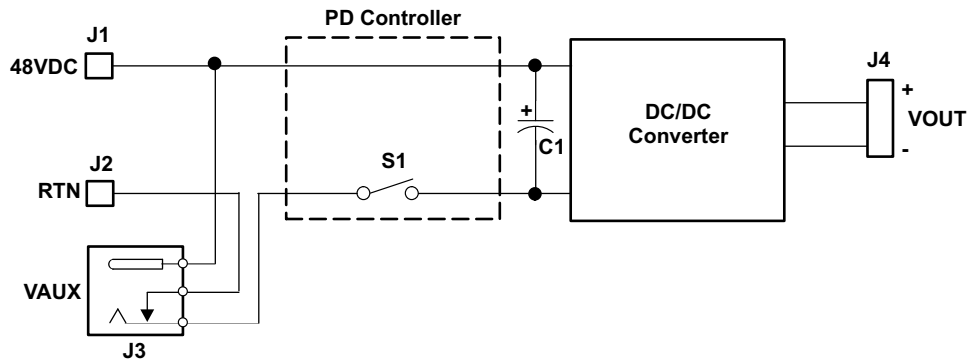 PD Controller
J1
48VDC
J4
+
VOUT
-
DC/DC
Converter
+
C1
S1
J2
RTN
VAUX
J3